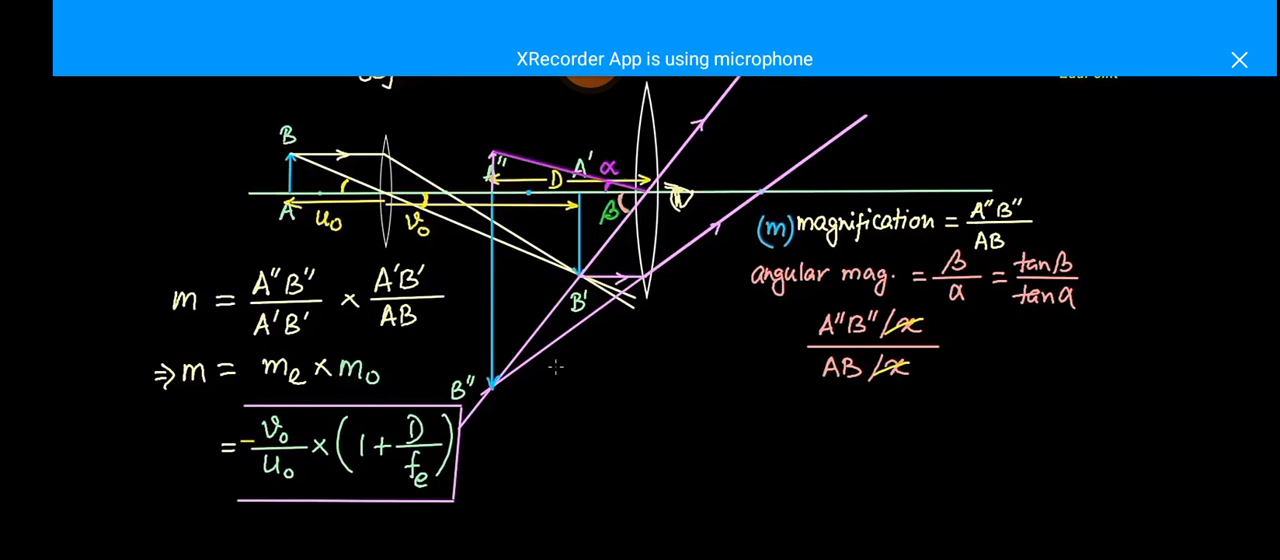 XRecorder App is using microphone
B
A" A' α
D
A u₀ v₀ β
(m) magnification = A"B" / AB
angular mag. = β/α = tanβ / tanα
A"B"/x / AB/x
B'
m = A"B" / A'B' × A'B' / AB
⇒ m = mₑ × m₀
B"
= - v₀/u₀ × (1 + D/fₑ)